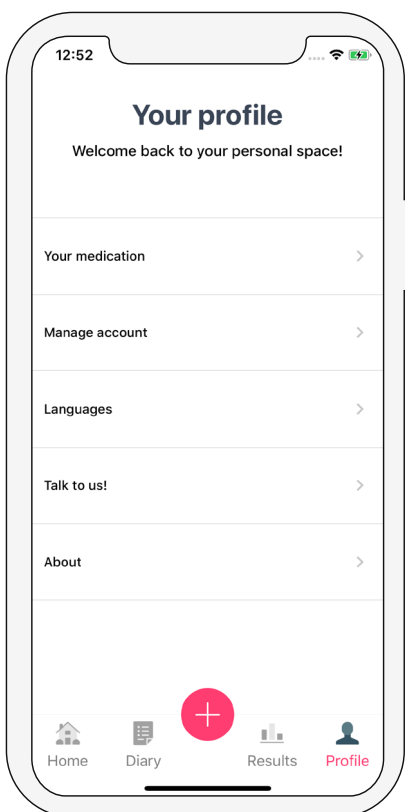 12:52
Your profile
Welcome back to your personal space!
Your medication
Manage account
Languages
Talk to us!
About
Home Diary Results Profile